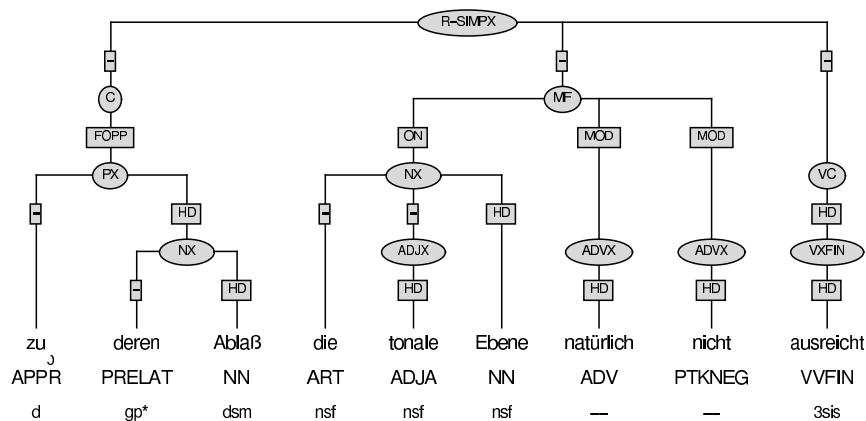 R–SIMPX
– – –
C MF
FOPP ON MOD MOD
PX NX VC
– HD – – HD HD
NX ADJX ADVX ADVX VXFIN
– HD HD HD HD HD
zu deren Ablaß die tonale Ebene natürlich nicht ausreicht
APPR PRELAT NN ART ADJA NN ADV PTKNEG VVFIN
d gp* dsm nsf nsf nsf –– –– 3sis